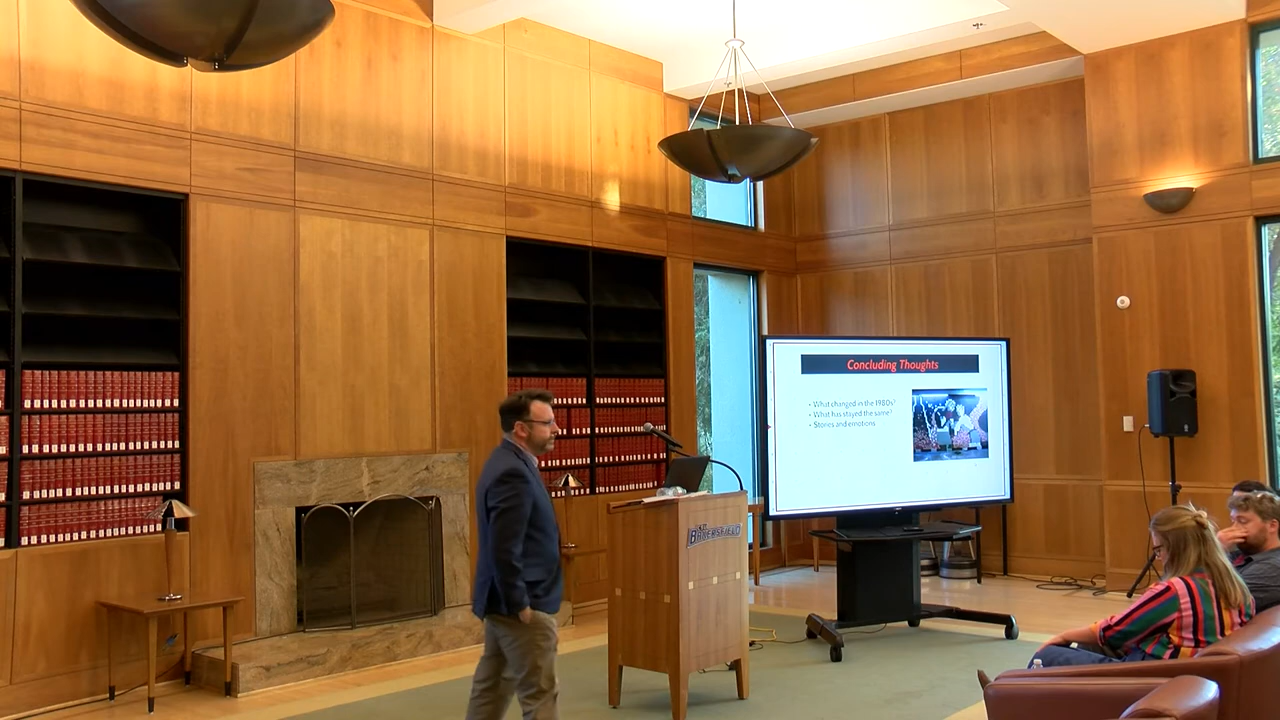 Concluding Thoughts
• What changed in the 1980s?
• What has stayed the same?
• Stories and emotions
BAKERSFIELD